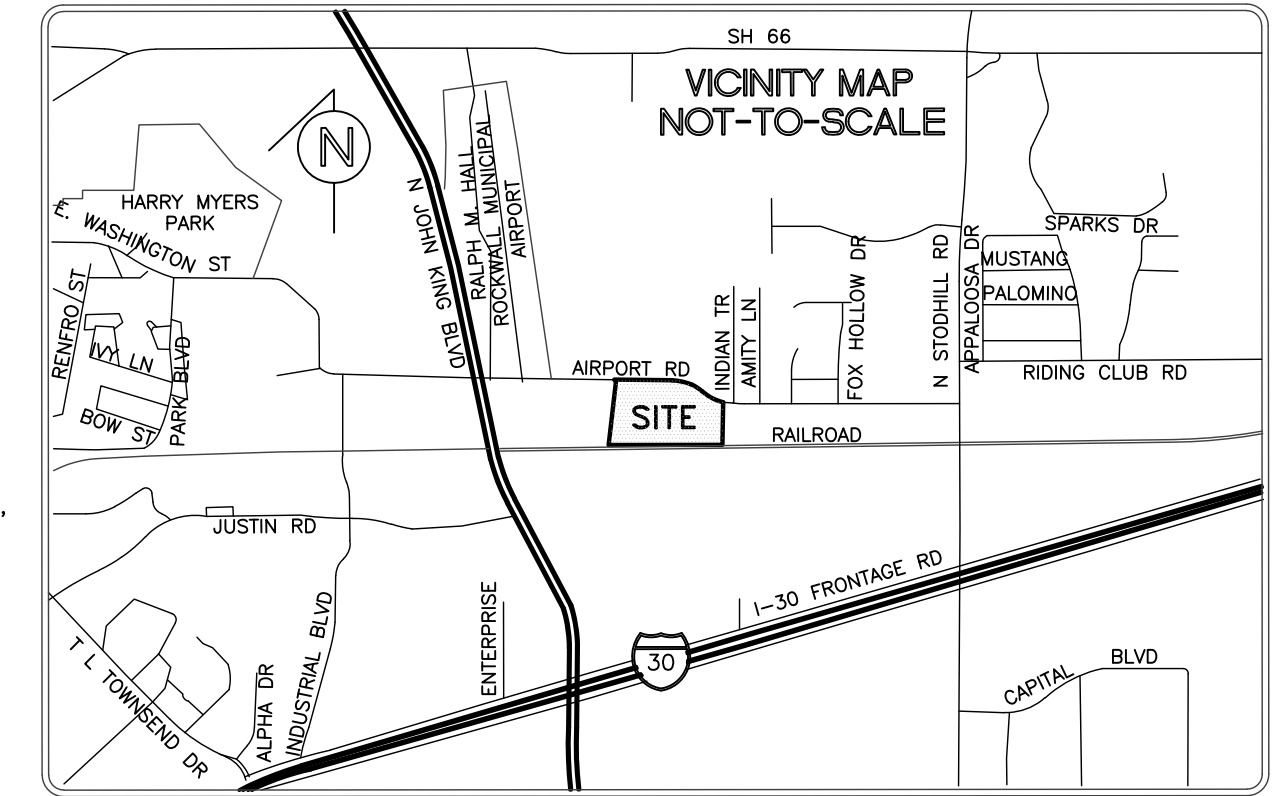 SH 66
VICINITY MAP
NOT-TO-SCALE
N
HARRY MYERS
PARK
E. WASHINGTON ST
N JOHN KING BLVD
RALPH M. HALL
ROCKWALL MUNICIPAL
AIRPORT
SPARKS DR
MUSTANG
PALOMINO
RENFRO ST
IVY LN
PARK BLVD
BOW ST
AIRPORT RD
INDIAN TR
AMITY LN
FOX HOLLOW DR
N STODHILL RD
APPALOOSA DR
RIDING CLUB RD
SITE
RAILROAD
JUSTIN RD
I-30 FRONTAGE RD
ENTERPRISE
30
T L TOWNSEND DR
ALPHA DR
INDUSTRIAL BLVD
CAPITAL BLVD
,